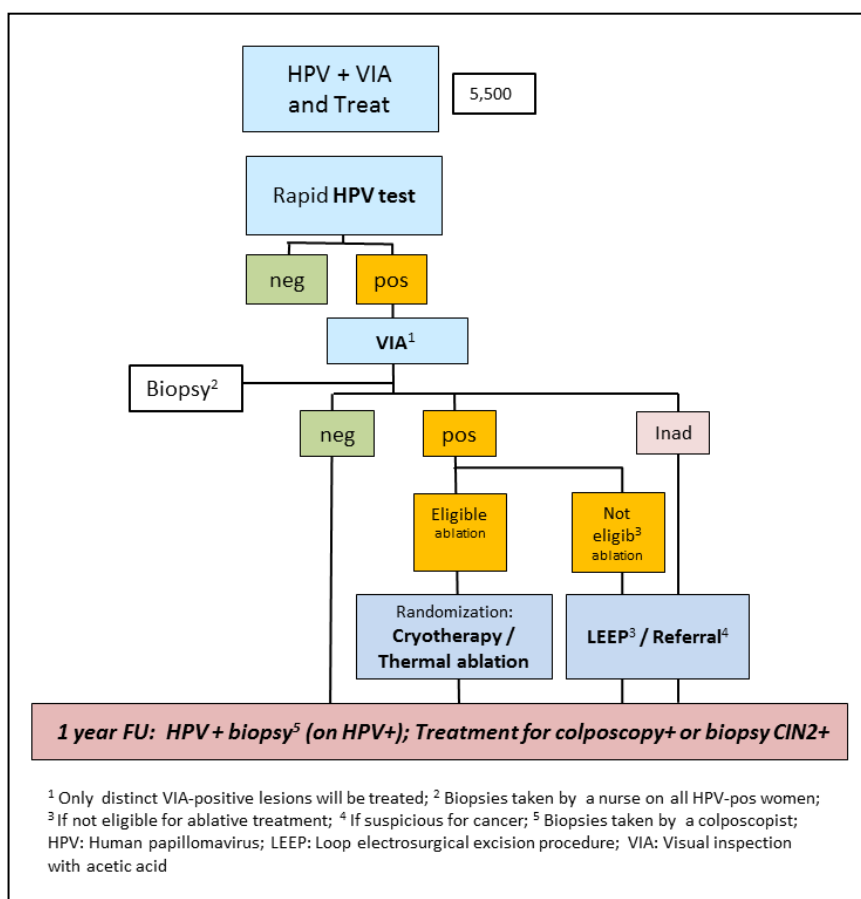 HPV + VIA
and Treat
5,500
Rapid HPV test
neg
pos
VIA¹
Biopsy²
neg
pos
Inad
Eligible
ablation
Not
eligib³
ablation
Randomization:
Cryotherapy /
Thermal ablation
LEEP³ / Referral⁴
1 year FU: HPV + biopsy⁵ (on HPV+); Treatment for colposcopy+ or biopsy CIN2+
¹ Only distinct VIA-positive lesions will be treated; ² Biopsies taken by a nurse on all HPV-pos women;
³ If not eligible for ablative treatment; ⁴ If suspicious for cancer; ⁵ Biopsies taken by a colposcopist;
HPV: Human papillomavirus; LEEP: Loop electrosurgical excision procedure; VIA: Visual inspection
with acetic acid